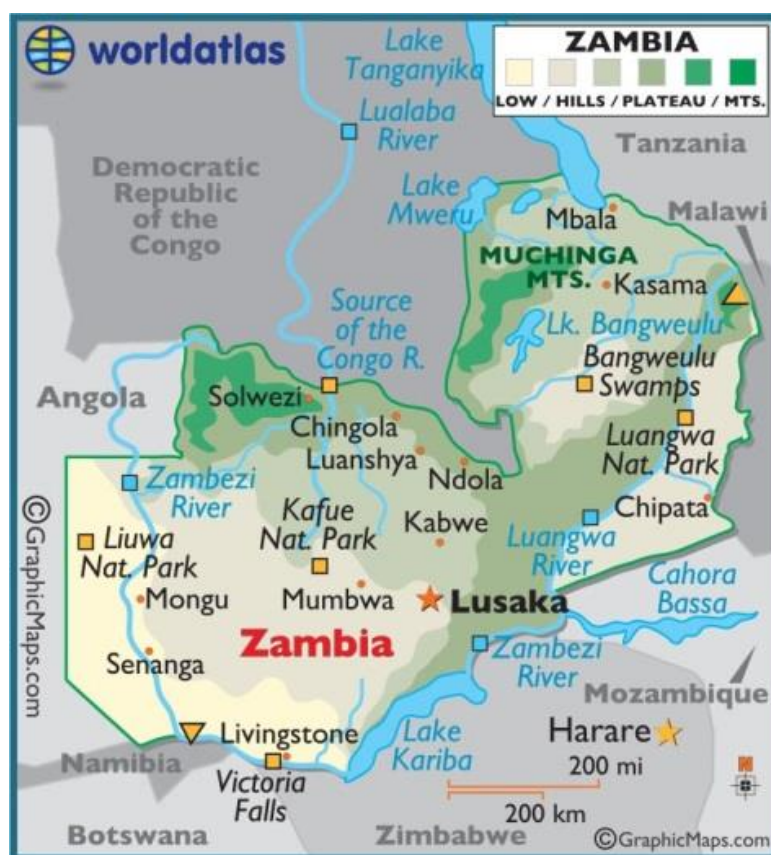 worldatlas
ZAMBIA
LOW / HILLS / PLATEAU / MTS.
Lake
Tanganyika
Lualaba
River
Tanzania
Democratic
Republic
of the
Congo
Lake
Mweru
Mbala
Malawi
MUCHINGA
MTS.
Kasama
Source
of the
Congo R.
Lk. Bangweulu
Bangweulu
Swamps
Angola
Solwezi
Chingola
Luanshya
Ndola
Luangwa
Nat. Park
Zambezi
River
Kafue
Nat. Park
Kabwe
Chipata
Luangwa
River
Liuwa
Nat. Park
Mongu
Mumbwa
Lusaka
Cahora
Bassa
Zambia
Senanga
Zambezi
River
Mozambique
Livingstone
Lake
Kariba
Harare
Namibia
Victoria
Falls
200 mi
200 km
N
Botswana
Zimbabwe
©GraphicMaps.com
©GraphicMaps.com